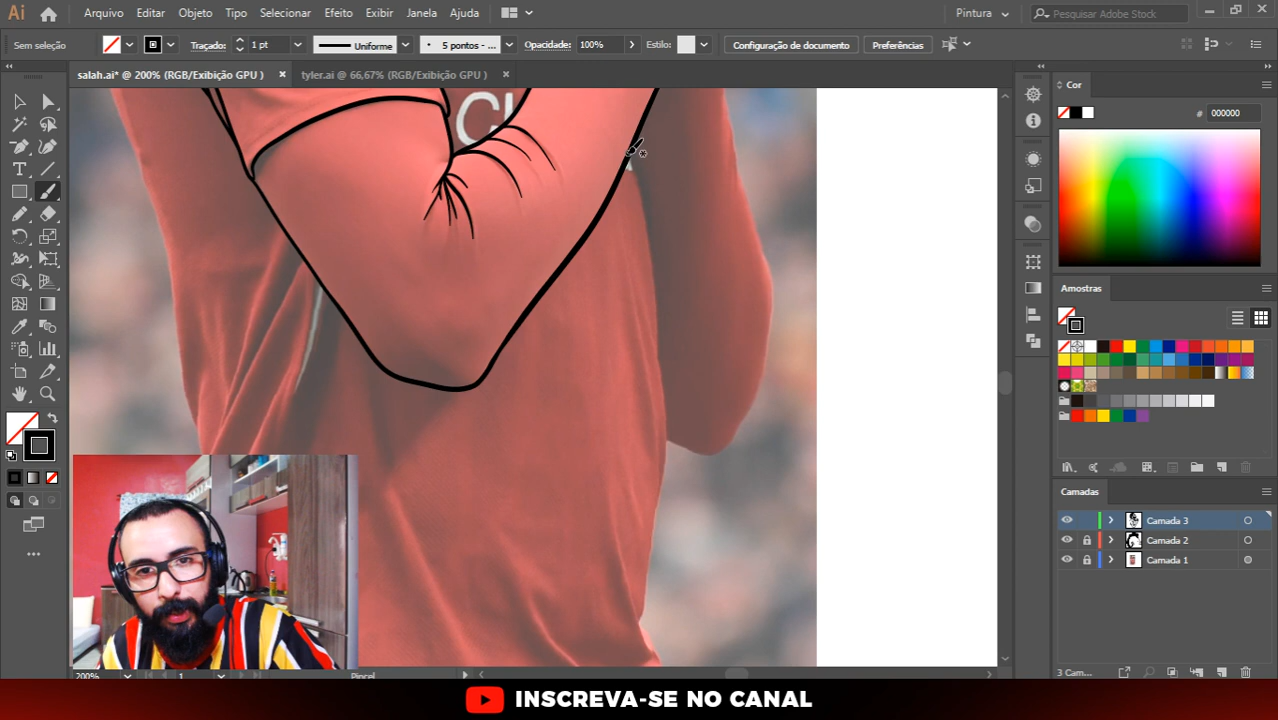 Ai
Arquivo Editar Objeto Tipo Selecionar Efeito Exibir Janela Ajuda
Pintura
Pesquisar Adobe Stock
Sem seleção
Traçado:
1 pt
Uniforme
5 pontos - ...
Opacidade:
100%
Estilo:
Configuração de documento
Preferências
salah.ai* @ 200% (RGB/Exibição GPU )
tyler.ai @ 66,67% (RGB/Exibição GPU )
Cor
# 000000
Amostras
Camadas
Camada 3
Camada 2
Camada 1
3 Cam...
200%
1
Pincel
INSCREVA-SE NO CANAL